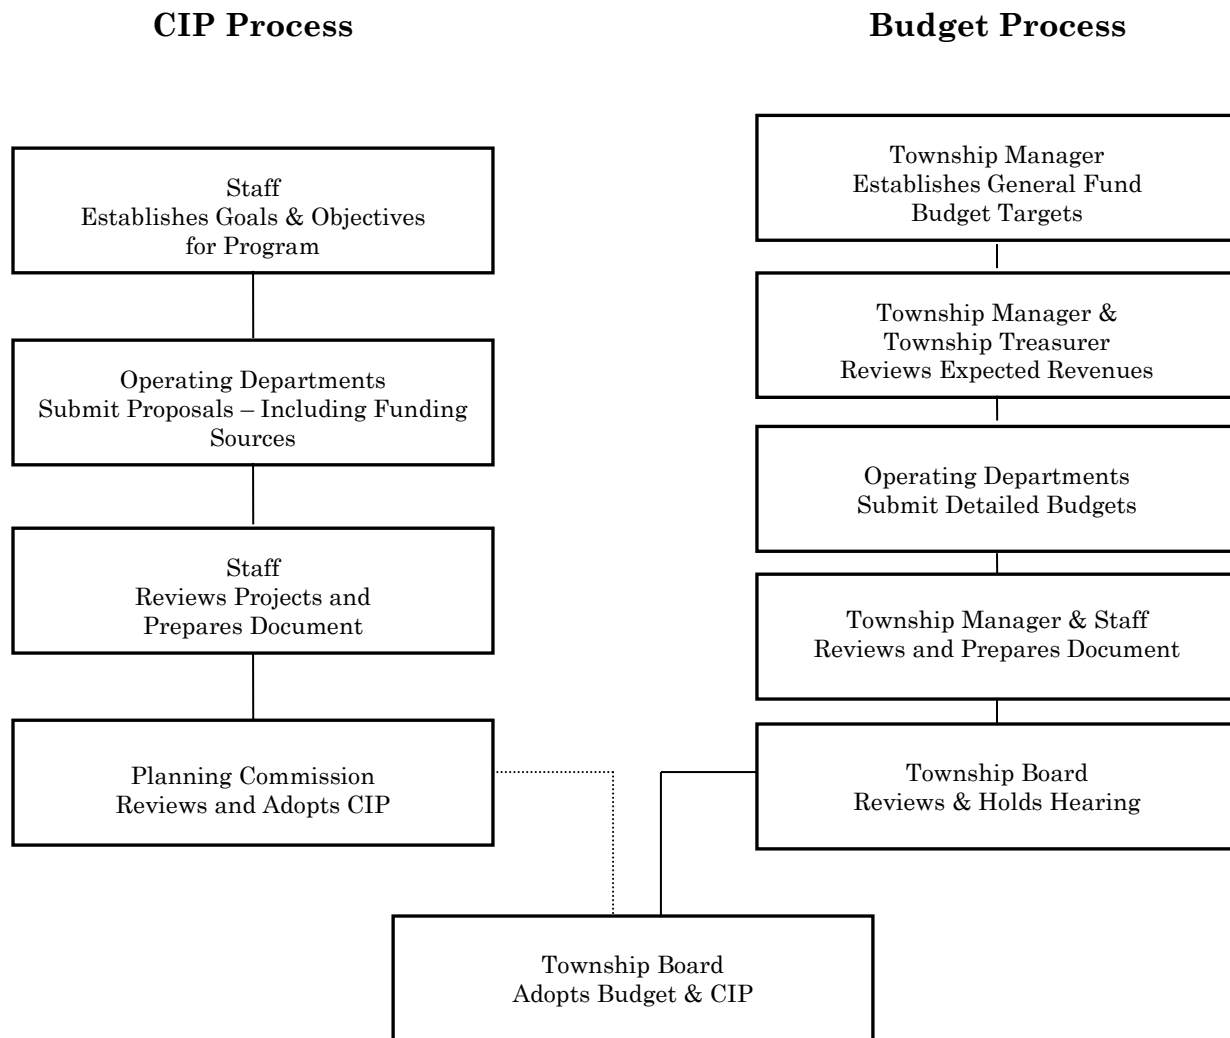 CIP Process
Budget Process
Staff
Establishes Goals & Objectives
for Program
Operating Departments
Submit Proposals – Including Funding
Sources
Staff
Reviews Projects and
Prepares Document
Planning Commission
Reviews and Adopts CIP
Township Manager
Establishes General Fund
Budget Targets
Township Manager &
Township Treasurer
Reviews Expected Revenues
Operating Departments
Submit Detailed Budgets
Township Manager & Staff
Reviews and Prepares Document
Township Board
Reviews & Holds Hearing
Township Board
Adopts Budget & CIP